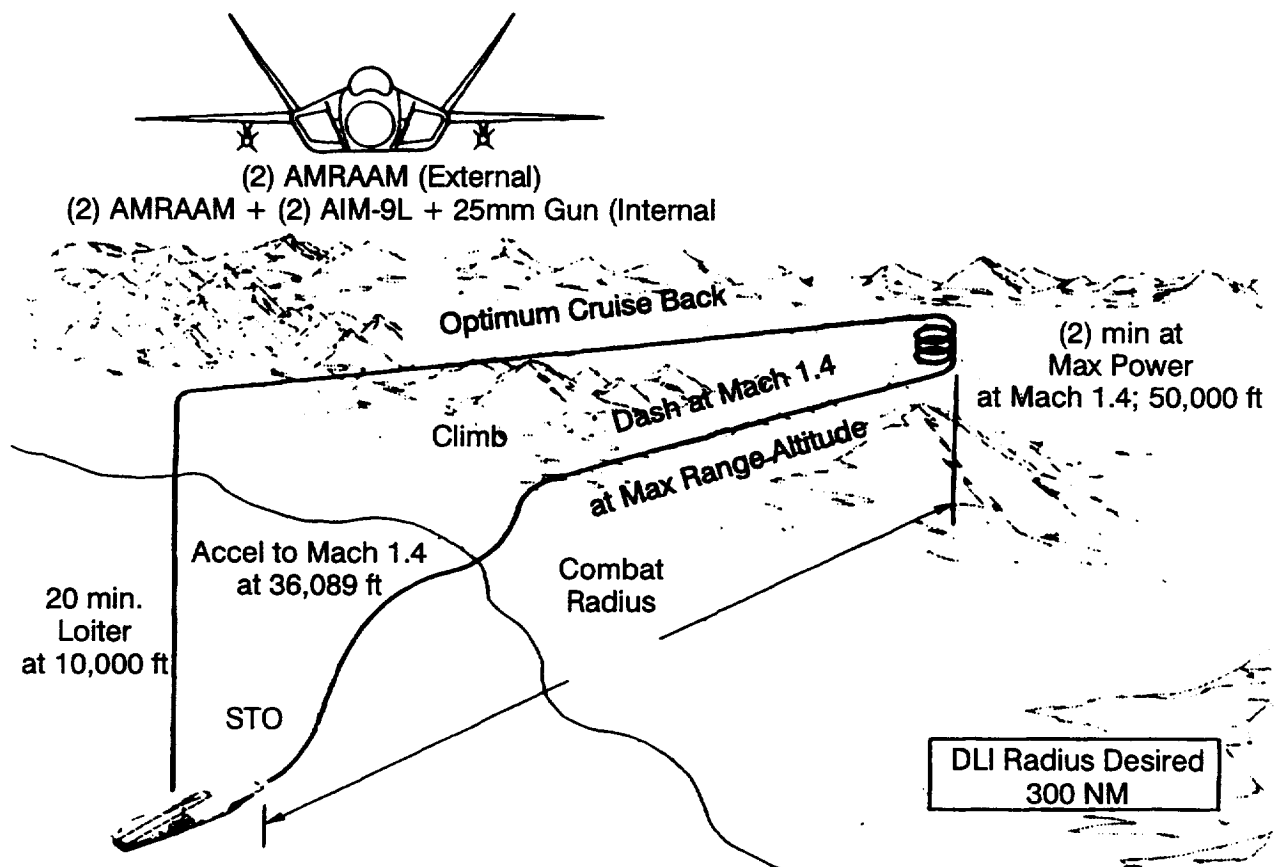 (2) AMRAAM (External)
(2) AMRAAM + (2) AIM-9L + 25mm Gun (Internal
Optimum Cruise Back
(2) min at
Max Power
at Mach 1.4; 50,000 ft
Dash at Mach 1.4
at Max Range Altitude
Climb
Accel to Mach 1.4
at 36,089 ft
Combat
Radius
20 min.
Loiter
at 10,000 ft
STO
DLI Radius Desired
300 NM